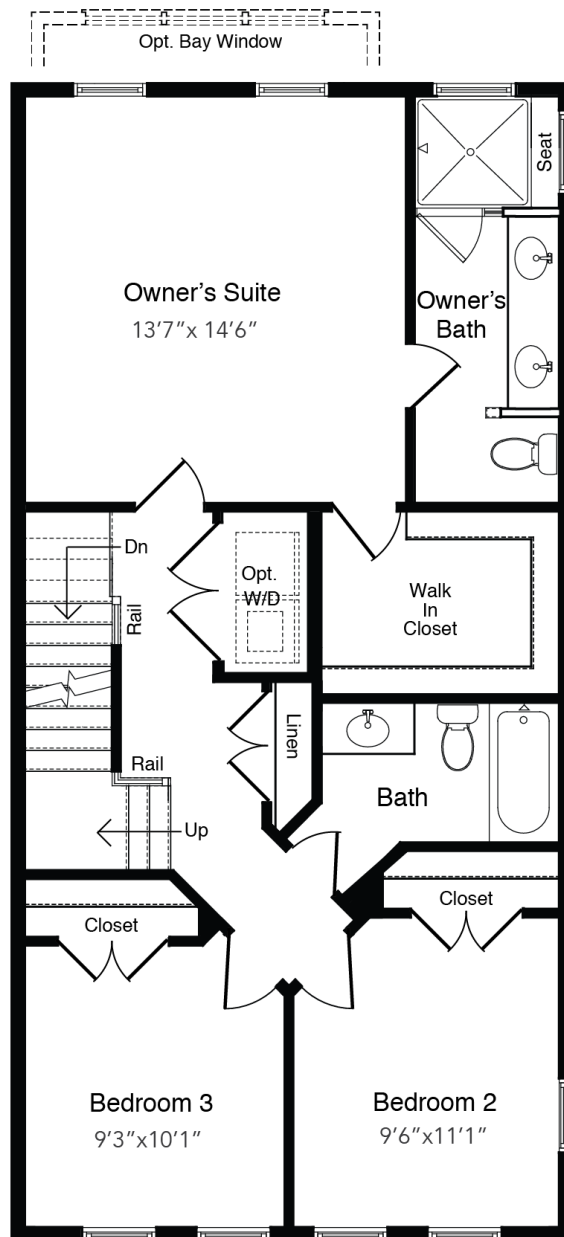 Opt. Bay Window
Seat
Owner's Suite
13'7"x 14'6"
Owner's
Bath
Dn
Rail
Opt.
W/D
Walk
In
Closet
Linen
Rail
Bath
Up
Closet
Closet
Bedroom 3
9'3"x10'1"
Bedroom 2
9'6"x11'1"